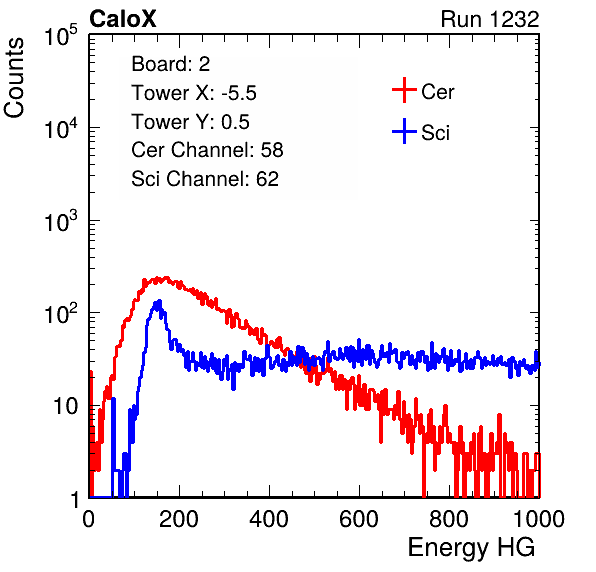 CaloX Run 1232
Counts
Board: 2
Tower X: -5.5
Tower Y: 0.5
Cer Channel: 58
Sci Channel: 62
Cer
Sci
10^5
10^4
10^3
10^2
10
1
0 200 400 600 800 1000
Energy HG